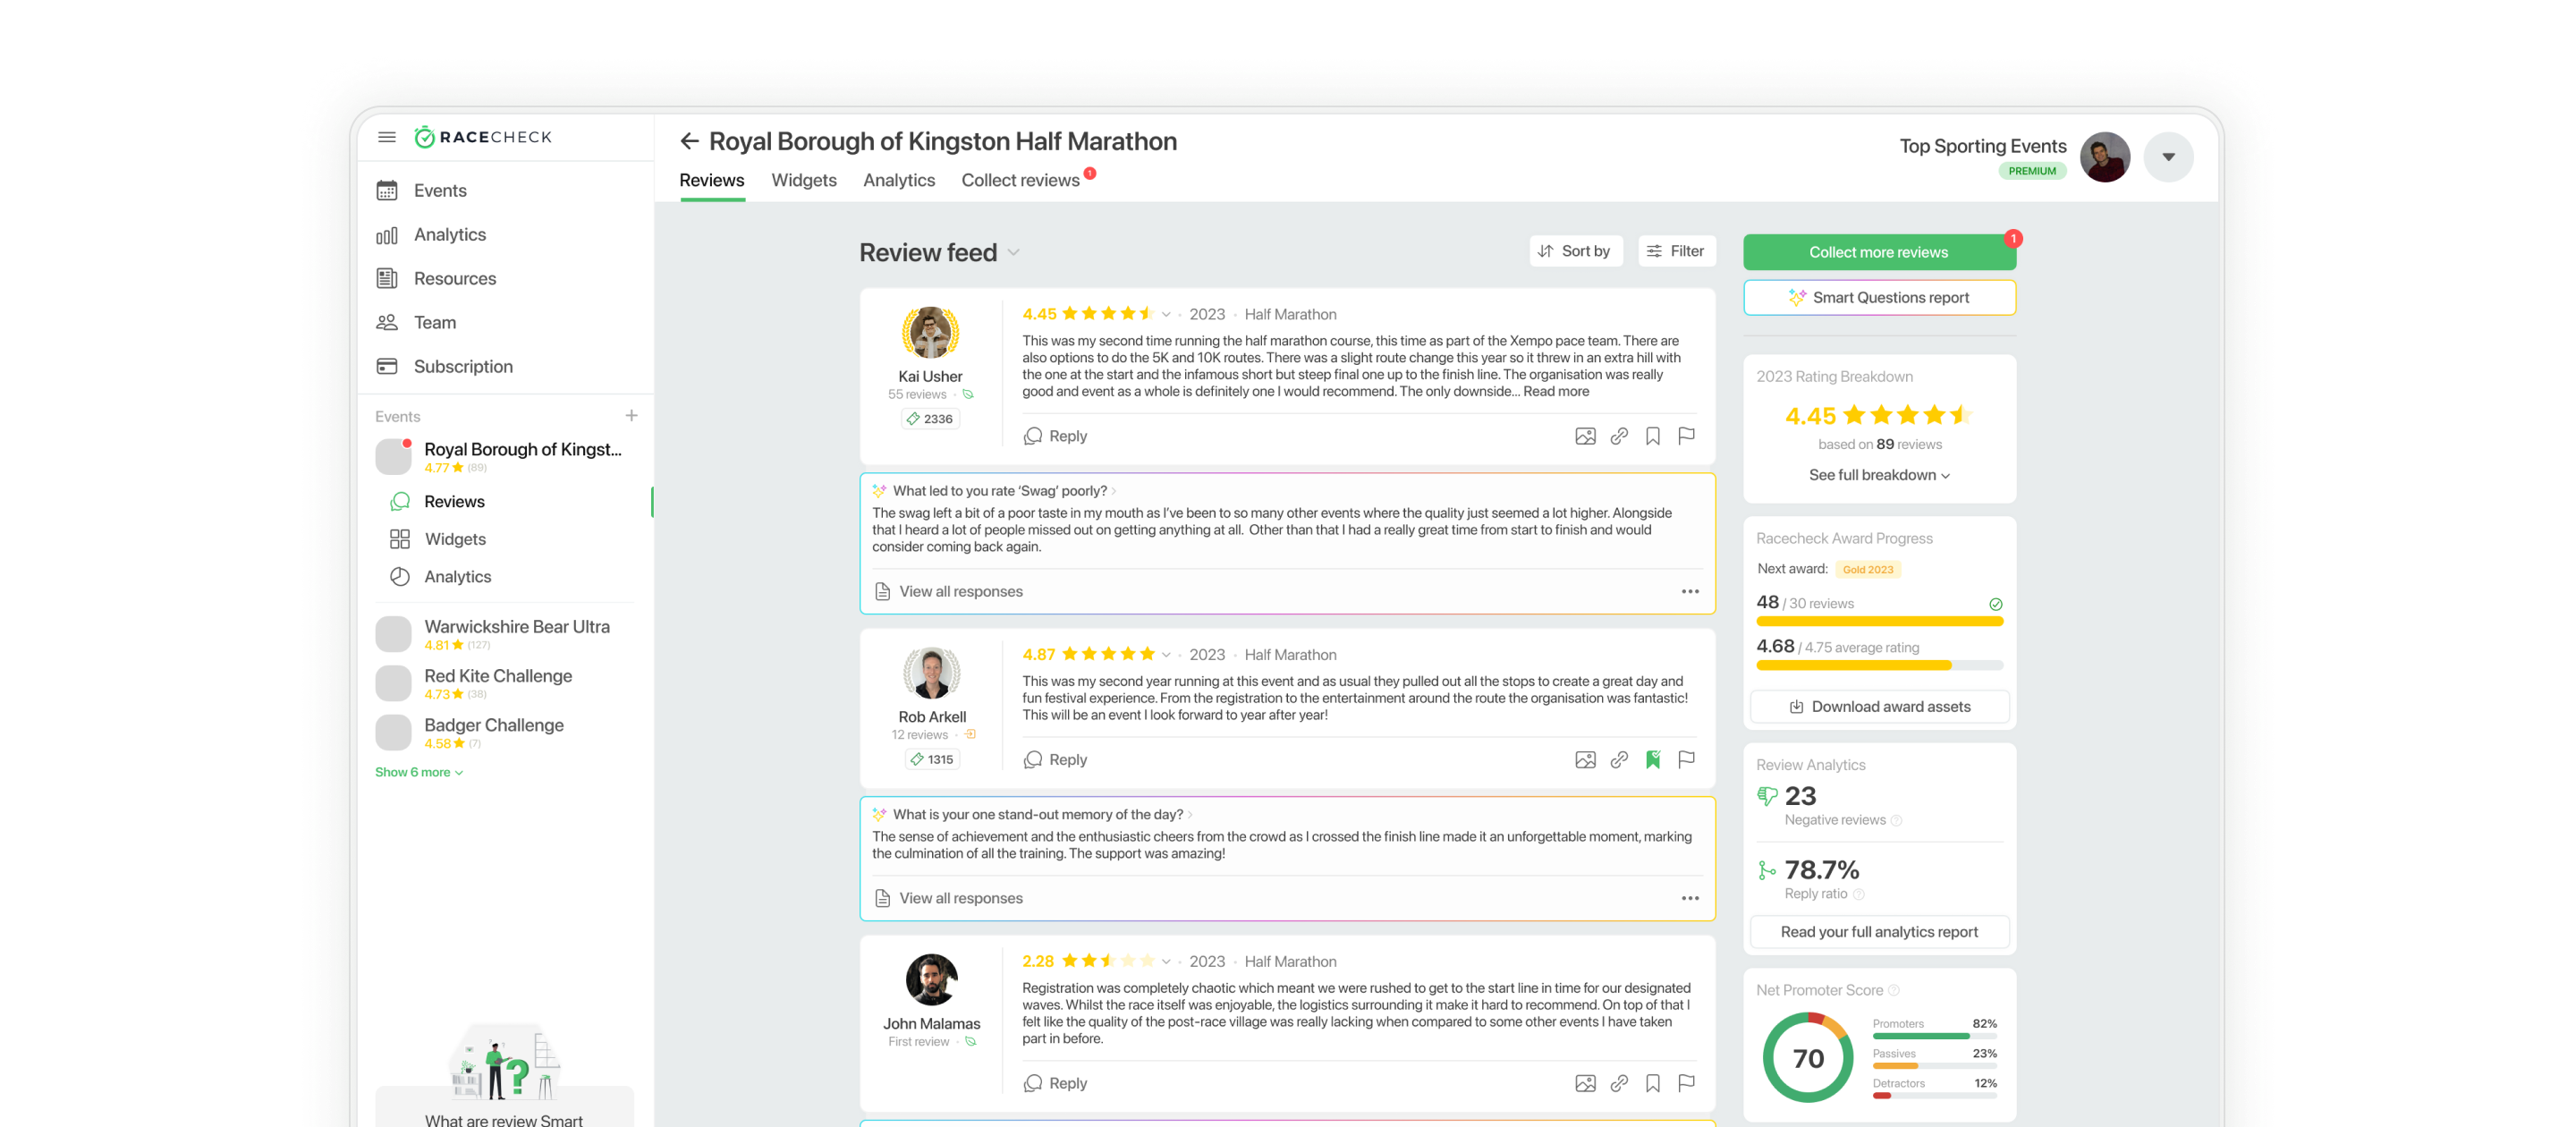 RACECHECK
Events
Analytics
Resources
Team
Subscription
Events
Royal Borough of Kingst...
4.77 (89)
Reviews
Widgets
Analytics
Warwickshire Bear Ultra
4.81 (127)
Red Kite Challenge
4.73 (38)
Badger Challenge
4.58 (7)
Show 6 more
What are review Smart
Royal Borough of Kingston Half Marathon
Reviews Widgets Analytics Collect reviews 1
Top Sporting Events
PREMIUM
Review feed
Sort by Filter
Kai Usher
55 reviews ·
2336
4.45 · 2023 · Half Marathon
This was my second time running the half marathon course, this time as part of the Xempo pace team. There are
also options to do the 5K and 10K routes. There was a slight route change this year so it threw in an extra hill with
the one at the start and the infamous short but steep final one up to the finish line. The organisation was really
good and event as a whole is definitely one I would recommend. The only downside... Read more
Reply
What led to you rate ‘Swag’ poorly?
The swag left a bit of a poor taste in my mouth as I’ve been to so many other events where the quality just seemed a lot higher. Alongside
that I heard a lot of people missed out on getting anything at all. Other than that I had a really great time from start to finish and would
consider coming back again.
View all responses
Rob Arkell
12 reviews ·
1315
4.87 · 2023 · Half Marathon
This was my second year running at this event and as usual they pulled out all the stops to create a great day and
fun festival experience. From the registration to the entertainment around the route the organisation was fantastic!
This will be an event I look forward to year after year!
Reply
What is your one stand-out memory of the day?
The sense of achievement and the enthusiastic cheers from the crowd as I crossed the finish line made it an unforgettable moment, marking
the culmination of all the training. The support was amazing!
View all responses
John Malamas
First review ·
2.28 · 2023 · Half Marathon
Registration was completely chaotic which meant we were rushed to get to the start line in time for our designated
waves. Whilst the race itself was enjoyable, the logistics surrounding it make it hard to recommend. On top of that I
felt like the quality of the post-race village was really lacking when compared to some other events I have taken
part in before.
Reply
Collect more reviews
1
Smart Questions report
2023 Rating Breakdown
4.45
based on 89 reviews
See full breakdown
Racecheck Award Progress
Next award: Gold 2023
48 / 30 reviews
4.68 / 4.75 average rating
Download award assets
Review Analytics
23
Negative reviews ?
78.7%
Reply ratio ?
Read your full analytics report
Net Promoter Score ?
70
Promoters 82%
Passives 23%
Detractors 12%